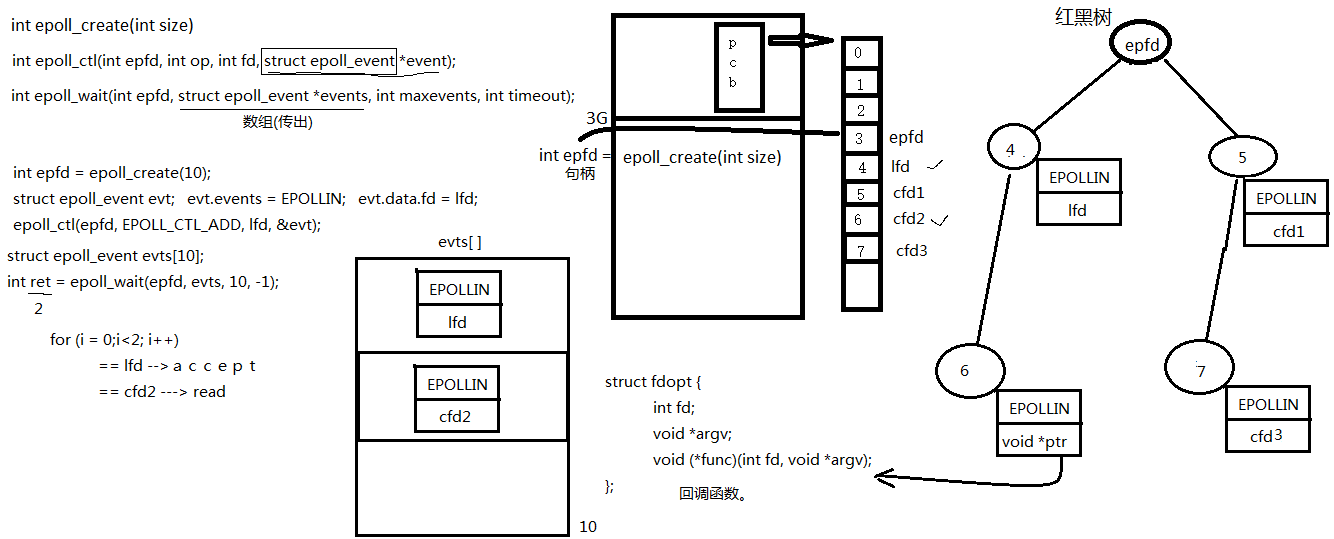 int epoll_create(int size)
int epoll_ctl(int epfd, int op, int fd, struct epoll_event *event);
int epoll_wait(int epfd, struct epoll_event *events, int maxevents, int timeout);
数组(传出)
int epfd = epoll_create(10);
struct epoll_event evt; evt.events = EPOLLIN; evt.data.fd = lfd;
epoll_ctl(epfd, EPOLL_CTL_ADD, lfd, &evt);
struct epoll_event evts[10];
int ret = epoll_wait(epfd, evts, 10, -1);
2
for (i = 0;i<2; i++)
== lfd --> a c c e p t
== cfd2 ---> read
evts[ ]
EPOLLIN
lfd
EPOLLIN
cfd2
10
p
c
b
3G
int epfd = epoll_create(int size)
句柄
0
1
2
3 epfd
4 lfd
5 cfd1
6 cfd2
7 cfd3
struct fdopt {
int fd;
void *argv;
void (*func)(int fd, void *argv);
};
回调函数。
红黑树
epfd
4
EPOLLIN
lfd
5
EPOLLIN
cfd1
6
EPOLLIN
void *ptr
7
EPOLLIN
cfd3